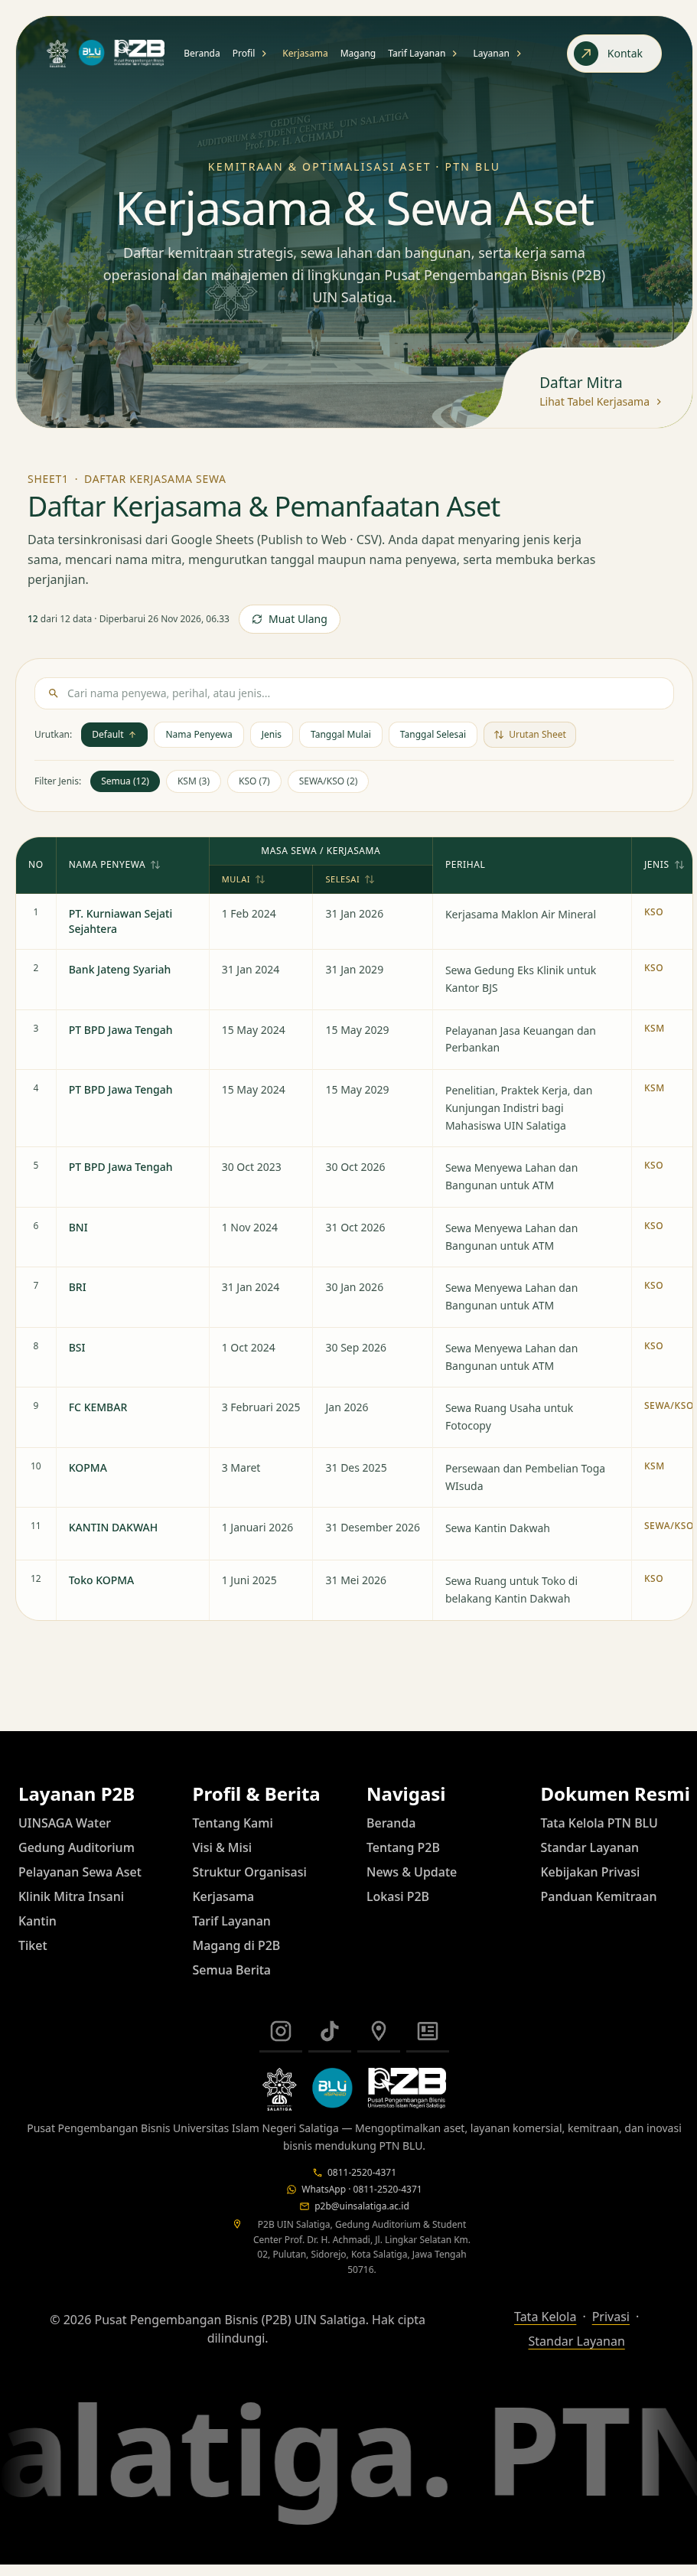 BLU
P2B
Beranda Profil Kerjasama Magang Tarif Layanan Layanan Kontak
GEDUNG
AUDITORIUM & STUDENT CENTRE UIN SALATIGA
PROF. DR. H. ACHMADI
KEMITRAAN & OPTIMALISASI ASET · PTN BLU
Kerjasama & Sewa Aset
Daftar kemitraan strategis, sewa lahan dan bangunan, serta kerja sama
operasional dan manajemen di lingkungan Pusat Pengembangan Bisnis (P2B)
UIN Salatiga.
Daftar Mitra
Lihat Tabel Kerjasama
SHEET1 · DAFTAR KERJASAMA SEWA
Daftar Kerjasama & Pemanfaatan Aset
Data tersinkronisasi dari Google Sheets (Publish to Web · CSV). Anda dapat menyaring jenis kerja
sama, mencari nama mitra, mengurutkan tanggal maupun nama penyewa, serta membuka berkas
perjanjian.
12 dari 12 data · Diperbarui 26 Nov 2026, 06.33 Muat Ulang
Cari nama penyewa, perihal, atau jenis...
Urutkan: Default Nama Penyewa Jenis Tanggal Mulai Tanggal Selesai Urutan Sheet
Filter Jenis: Semua (12) KSM (3) KSO (7) SEWA/KSO (2)
NO NAMA PENYEWA MASA SEWA / KERJASAMA PERIHAL JENIS
MULAI SELESAI
1 PT. Kurniawan Sejati 1 Feb 2024 31 Jan 2026 Kerjasama Maklon Air Mineral KSO
Sejahtera
2 Bank Jateng Syariah 31 Jan 2024 31 Jan 2029 Sewa Gedung Eks Klinik untuk KSO
Kantor BJS
3 PT BPD Jawa Tengah 15 May 2024 15 May 2029 Pelayanan Jasa Keuangan dan KSM
Perbankan
4 PT BPD Jawa Tengah 15 May 2024 15 May 2029 Penelitian, Praktek Kerja, dan KSM
Kunjungan Indistri bagi
Mahasiswa UIN Salatiga
5 PT BPD Jawa Tengah 30 Oct 2023 30 Oct 2026 Sewa Menyewa Lahan dan KSO
Bangunan untuk ATM
6 BNI 1 Nov 2024 31 Oct 2026 Sewa Menyewa Lahan dan KSO
Bangunan untuk ATM
7 BRI 31 Jan 2024 30 Jan 2026 Sewa Menyewa Lahan dan KSO
Bangunan untuk ATM
8 BSI 1 Oct 2024 30 Sep 2026 Sewa Menyewa Lahan dan KSO
Bangunan untuk ATM
9 FC KEMBAR 3 Februari 2025 Jan 2026 Sewa Ruang Usaha untuk SEWA/KSO
Fotocopy
10 KOPMA 3 Maret 31 Des 2025 Persewaan dan Pembelian Toga KSM
WIsuda
11 KANTIN DAKWAH 1 Januari 2026 31 Desember 2026 Sewa Kantin Dakwah SEWA/KSO
12 Toko KOPMA 1 Juni 2025 31 Mei 2026 Sewa Ruang untuk Toko di KSO
belakang Kantin Dakwah
Layanan P2B
UINSAGA Water
Gedung Auditorium
Pelayanan Sewa Aset
Klinik Mitra Insani
Kantin
Tiket
Profil & Berita
Tentang Kami
Visi & Misi
Struktur Organisasi
Kerjasama
Tarif Layanan
Magang di P2B
Semua Berita
Navigasi
Beranda
Tentang P2B
News & Update
Lokasi P2B
Dokumen Resmi
Tata Kelola PTN BLU
Standar Layanan
Kebijakan Privasi
Panduan Kemitraan
SALATIGA
BLU
P2B
Pusat Pengembangan Bisnis
Universitas Islam Negeri Salatiga
Pusat Pengembangan Bisnis Universitas Islam Negeri Salatiga — Mengoptimalkan aset, layanan komersial, kemitraan, dan inovasi
bisnis mendukung PTN BLU.
0811-2520-4371
WhatsApp · 0811-2520-4371
p2b@uinsalatiga.ac.id
P2B UIN Salatiga, Gedung Auditorium & Student
Center Prof. Dr. H. Achmadi, Jl. Lingkar Selatan Km.
02, Pulutan, Sidorejo, Kota Salatiga, Jawa Tengah
50716.
© 2026 Pusat Pengembangan Bisnis (P2B) UIN Salatiga. Hak cipta
dilindungi.
Tata Kelola · Privasi ·
Standar Layanan
alatiga. PTN